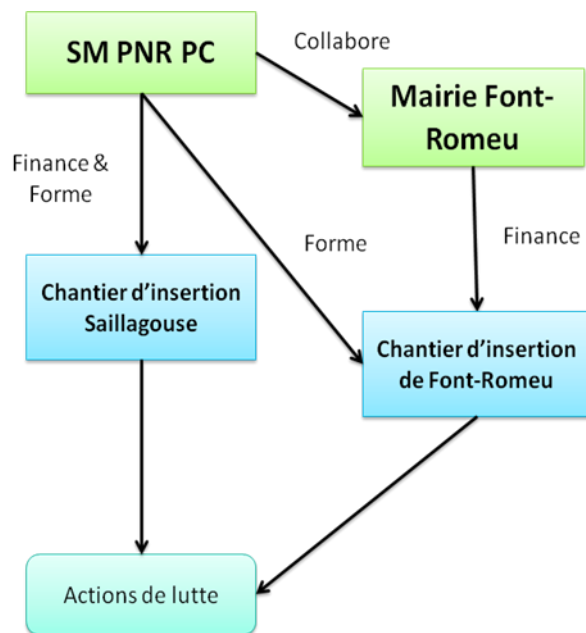 SM PNR PC
Collabore
Mairie Font-
Romeu
Finance &
Forme
Forme
Finance
Chantier d'insertion
Saillagouse
Chantier d'insertion
de Font-Romeu
Actions de lutte